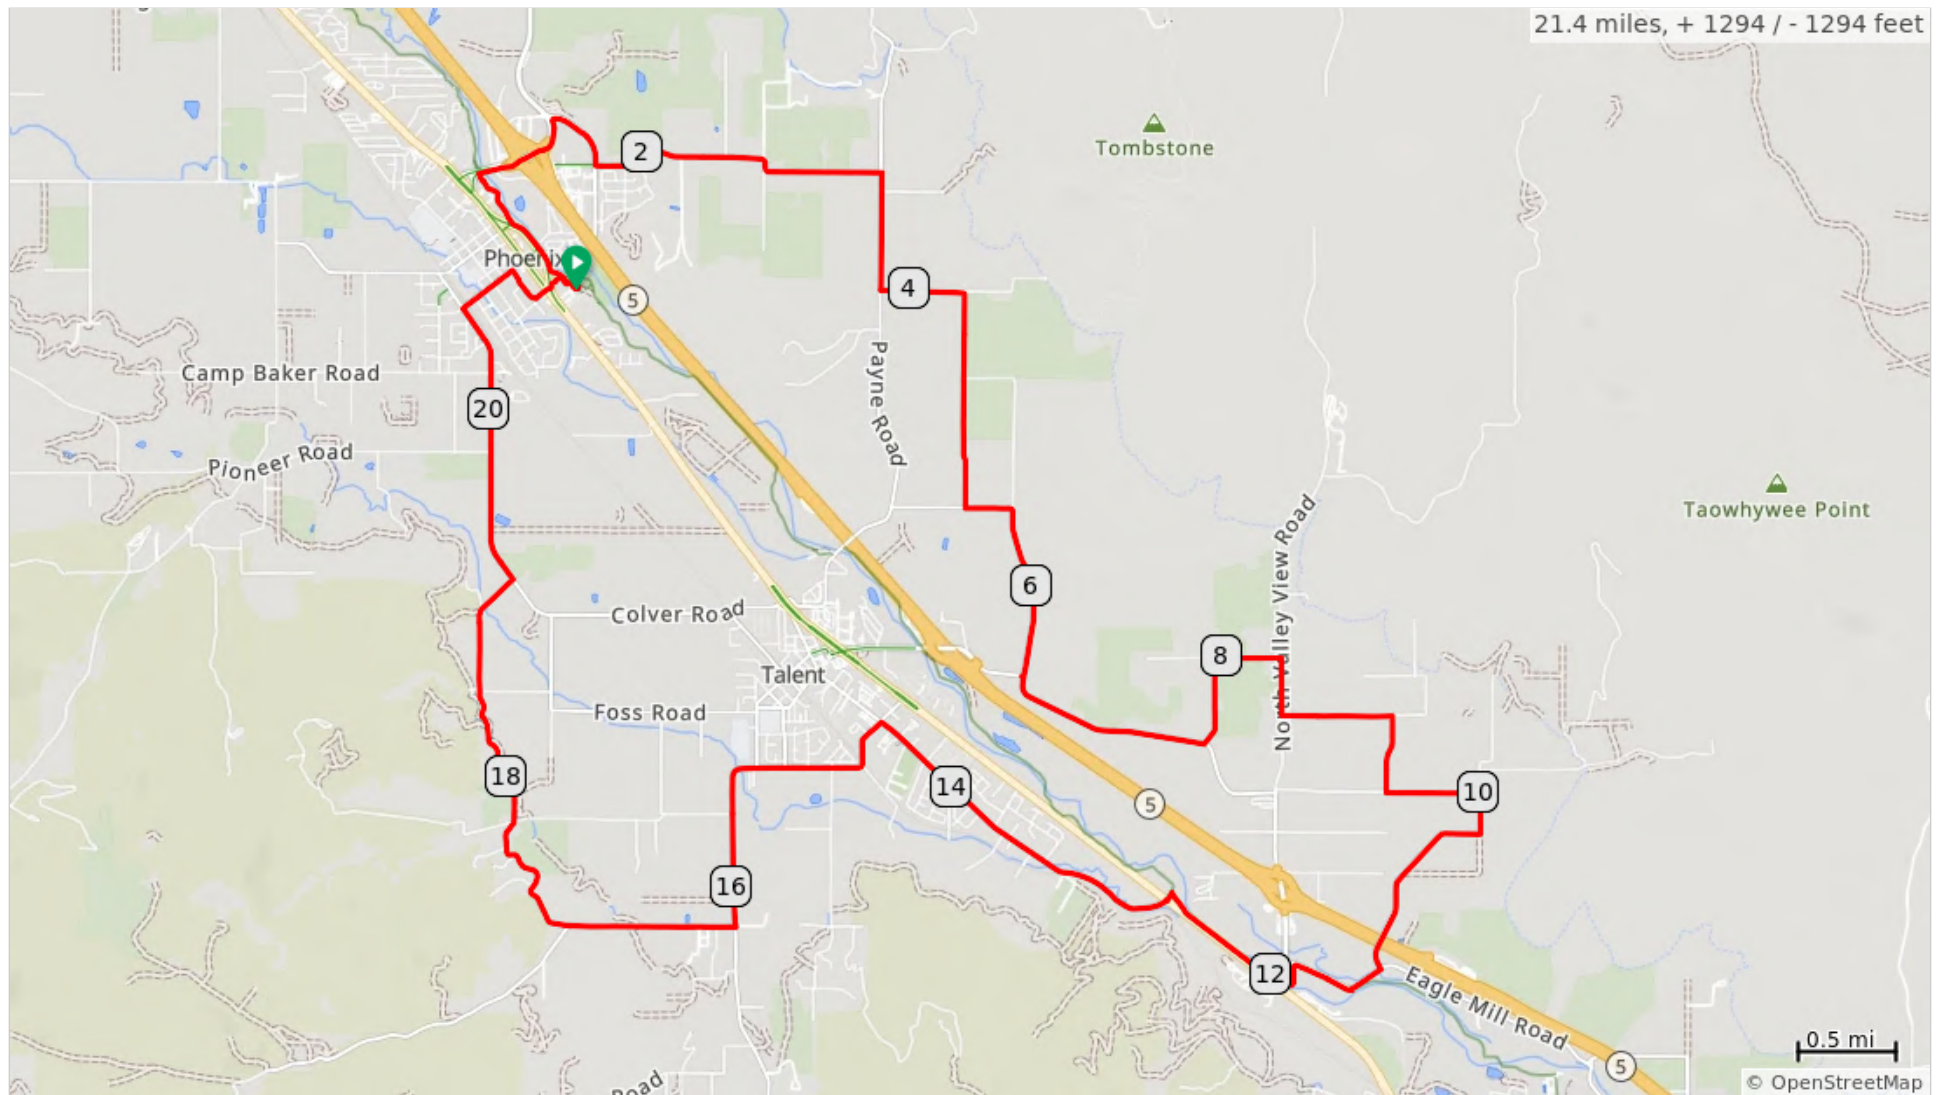 21.4 miles, + 1294 / - 1294 feet
Tombstone
2
Phoenix
4
5
Payne Road
Camp Baker Road
20
Pioneer Road
Taowhywee Point
North Valley View Road
6
Colver Road
8
Talent
Foss Road
18
14
10
5
16
12
Eagle Mill Road
0.5 mi
5
Road
© OpenStreetMap